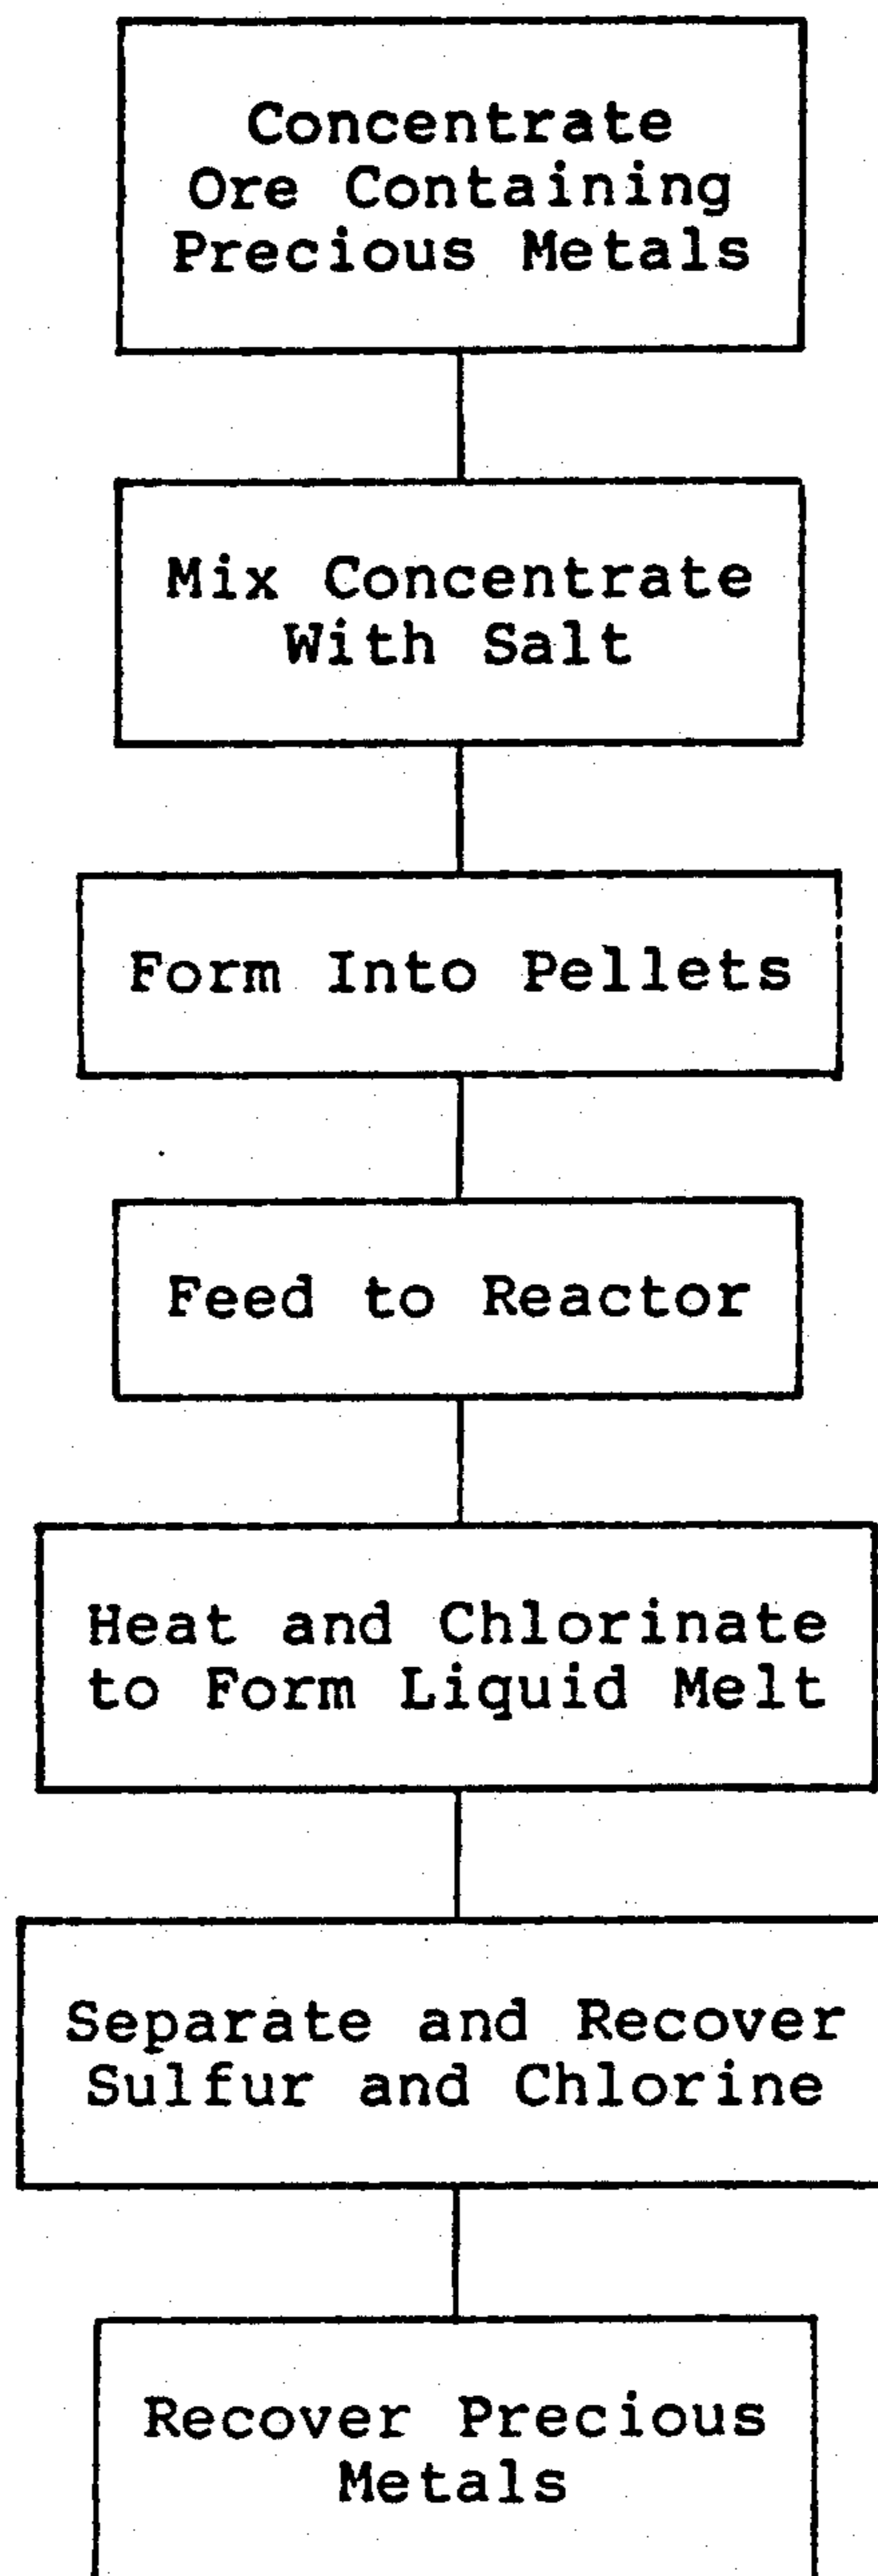 Concentrate
Ore Containing
Precious Metals
Mix Concentrate
With Salt
Form Into Pellets
Feed to Reactor
Heat and Chlorinate
to Form Liquid Melt
Separate and Recover
Sulfur and Chlorine
Recover Precious
Metals